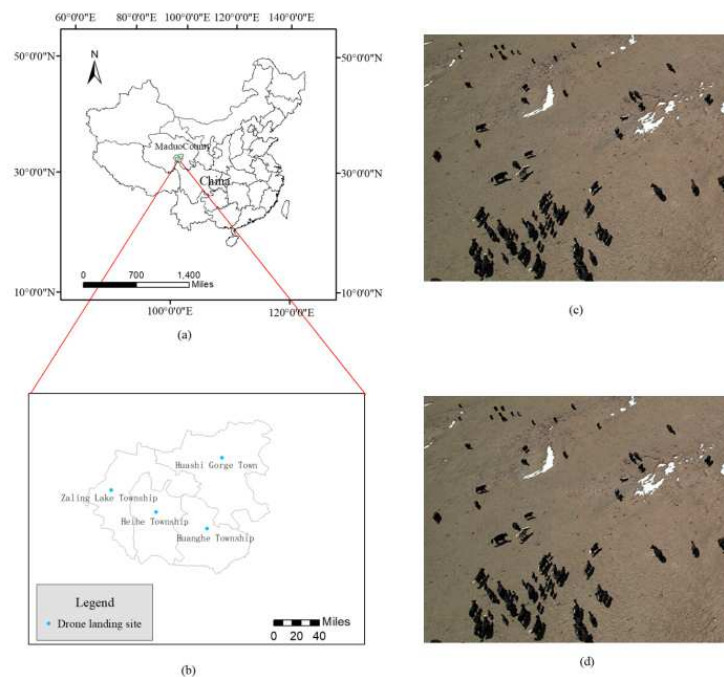 60°0'0"E 80°0'0"E 100°0'0"E 120°0'0"E 140°0'0"E
50°0'0"N
50°0'0"N
N
30°0'0"N
30°0'0"N
China
0 700 1,400
Miles
10°0'0"N
10°0'0"N
100°0'0"E 120°0'0"E
(a)
(c)
Huashi Gorge Town
Zaling Lake Township
Heihe Township
Legend
Drone landing site
Miles
0 20 40
(b)
(d)